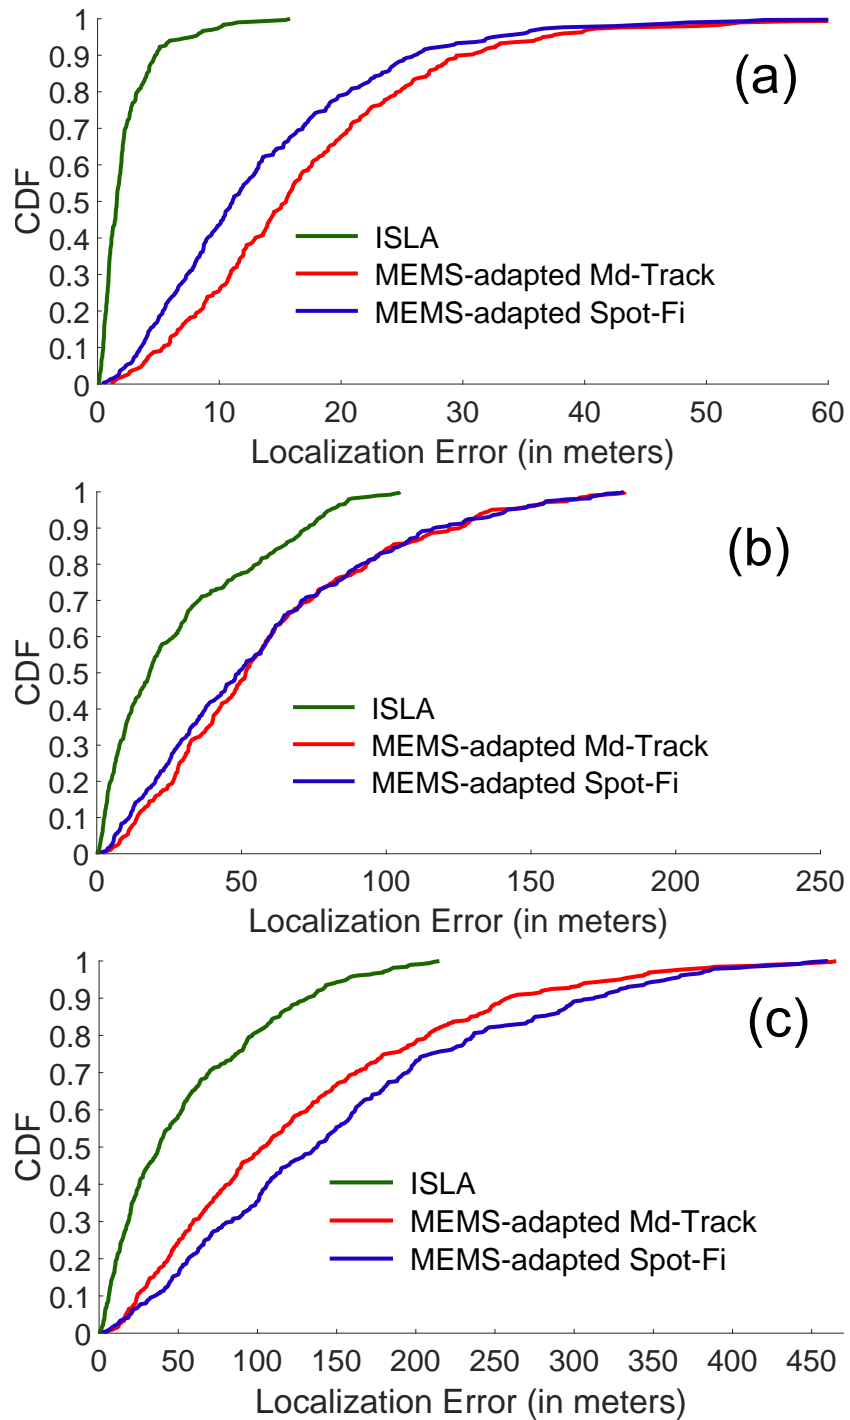 1
0.9
0.8
0.7
0.6
0.5
0.4
0.3
0.2
0.1
0
CDF
(a)
ISLA
MEMS-adapted Md-Track
MEMS-adapted Spot-Fi
0 10 20 30 40 50 60
Localization Error (in meters)
1
0.9
0.8
0.7
0.6
0.5
0.4
0.3
0.2
0.1
0
CDF
(b)
ISLA
MEMS-adapted Md-Track
MEMS-adapted Spot-Fi
0 50 100 150 200 250
Localization Error (in meters)
1
0.9
0.8
0.7
0.6
0.5
0.4
0.3
0.2
0.1
0
CDF
(c)
ISLA
MEMS-adapted Md-Track
MEMS-adapted Spot-Fi
0 50 100 150 200 250 300 350 400 450
Localization Error (in meters)